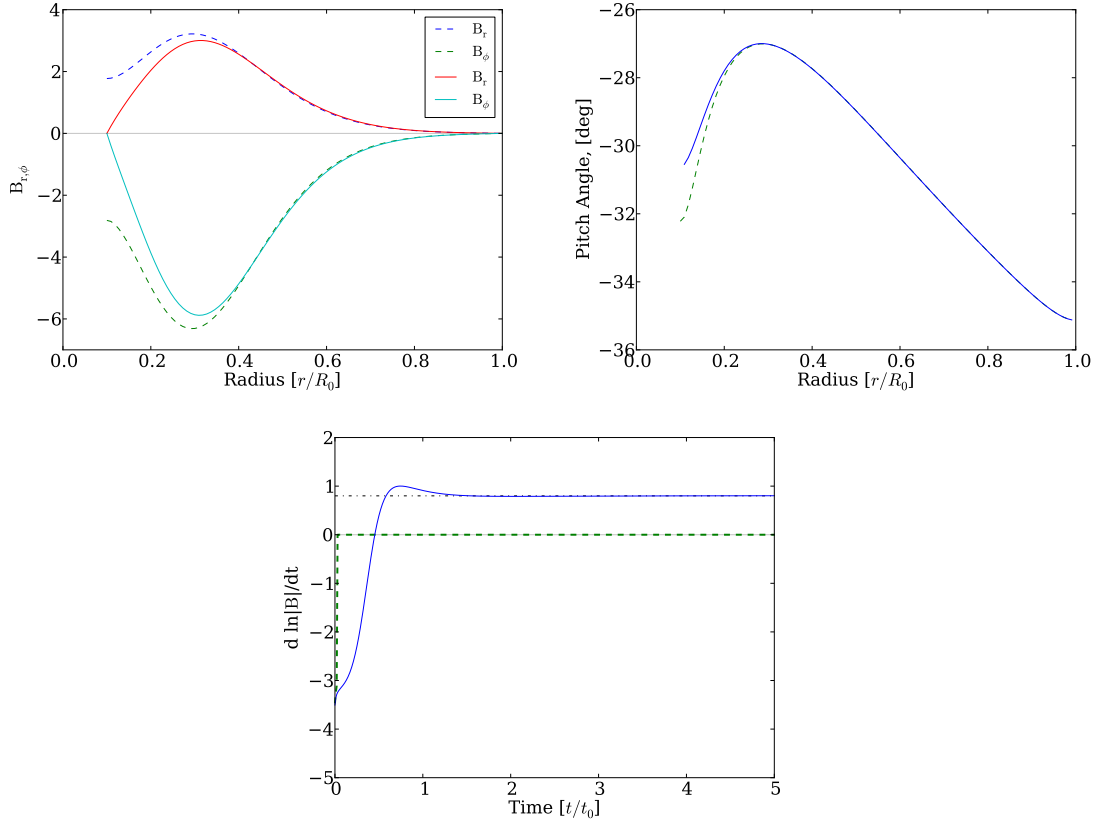 4
2
0
−2
−4
−6
B_{r,ϕ}
B_r
B_ϕ
B_r
B_ϕ
0.0 0.2 0.4 0.6 0.8 1.0
Radius [r/R_0]
−26
−28
−30
−32
−34
−36
Pitch Angle, [deg]
0.0 0.2 0.4 0.6 0.8 1.0
Radius [r/R_0]
2
1
0
−1
−2
−3
−4
−5
d ln|B|/dt
0 1 2 3 4 5
Time [t/t_0]